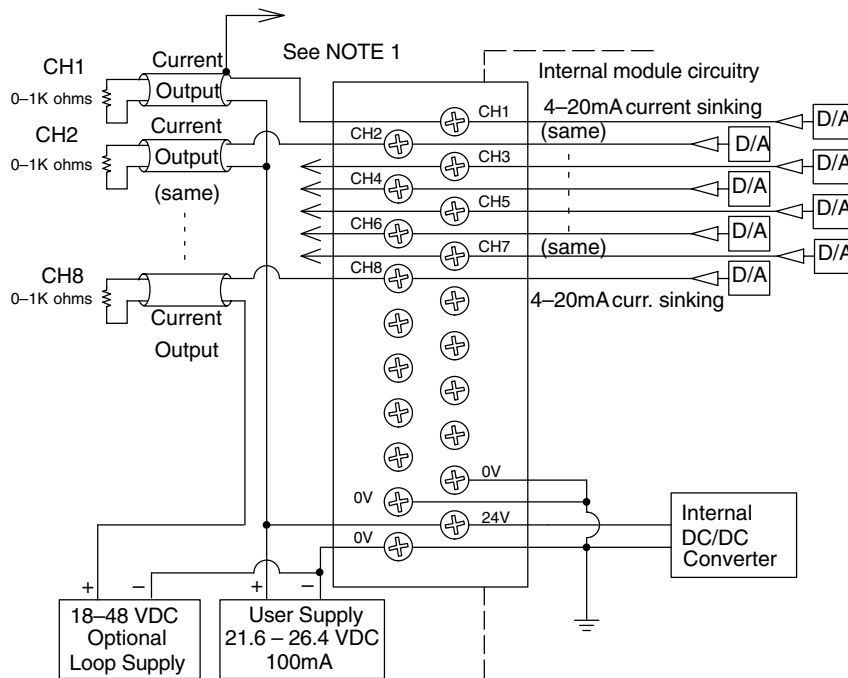 See NOTE 1
Internal module circuitry
CH1
0–1K ohms
Current
Output
CH1
4–20mA current sinking
D/A
CH2
0–1K ohms
Current
Output
(same)
CH2
(same)
D/A
CH3
D/A
CH4
D/A
CH5
D/A
CH6
D/A
CH7
(same)
D/A
CH8
D/A
4–20mA curr. sinking
CH8
0–1K ohms
Current
Output
0V
0V
24V
0V
Internal
DC/DC
Converter
+
–
+
–
18–48 VDC
Optional
Loop Supply
User Supply
21.6 – 26.4 VDC
100mA